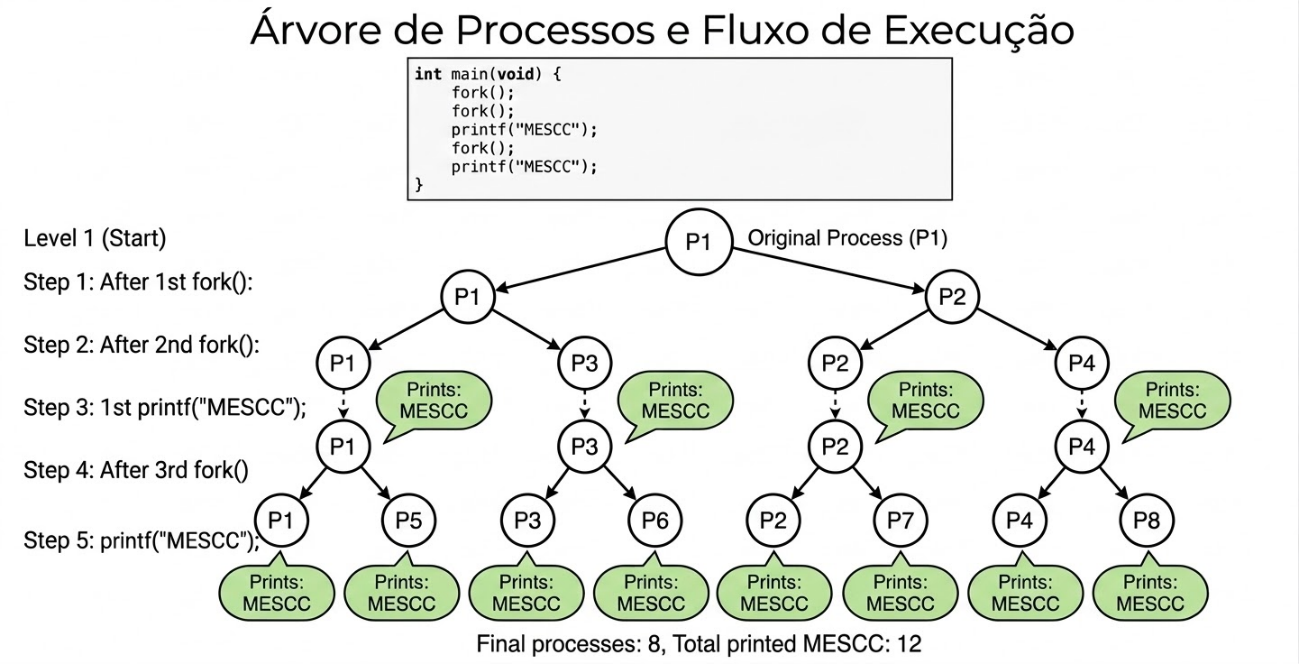 Árvore de Processos e Fluxo de Execução
int main(void) {
    fork();
    fork();
    printf("MESCC");
    fork();
    printf("MESCC");
}
Level 1 (Start)
P1
Original Process (P1)
Step 1: After 1st fork():
P1
P2
Step 2: After 2nd fork():
P1
P3
P2
P4
Step 3: 1st printf("MESCC");
Prints:
MESCC
Prints:
MESCC
Prints:
MESCC
Prints:
MESCC
P1
P3
P2
P4
Step 4: After 3rd fork()
P1
P5
P3
P6
P2
P7
P4
P8
Step 5: printf("MESCC");
Prints:
MESCC
Prints:
MESCC
Prints:
MESCC
Prints:
MESCC
Prints:
MESCC
Prints:
MESCC
Prints:
MESCC
Prints:
MESCC
Final processes: 8, Total printed MESCC: 12